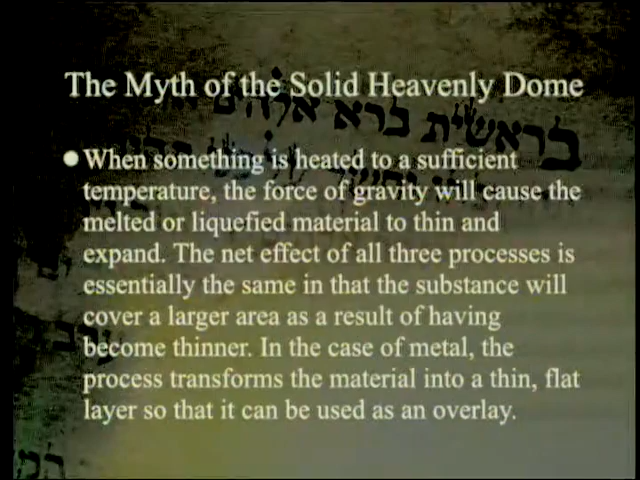 The Myth of the Solid Heavenly Dome
בראשית ברא אלהים
● When something is heated to a sufficient
temperature, the force of gravity will cause the
melted or liquefied material to thin and
expand. The net effect of all three processes is
essentially the same in that the substance will
cover a larger area as a result of having
become thinner. In the case of metal, the
process transforms the material into a thin, flat
layer so that it can be used as an overlay.